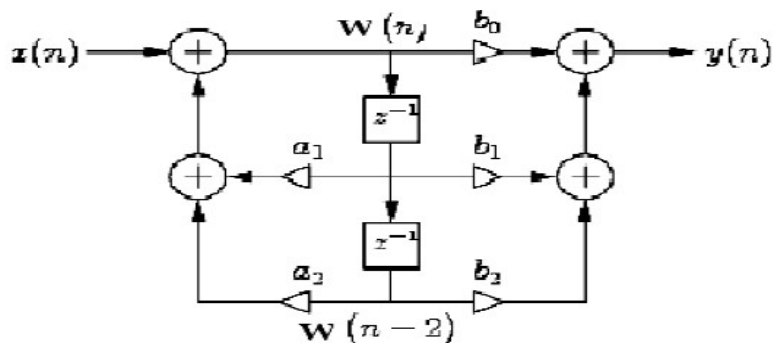 w (n) b₀
x(n) + + y(n)
z⁻¹
a₁ b₁
+ +
z⁻¹
a₂ b₂
w (n − 2)